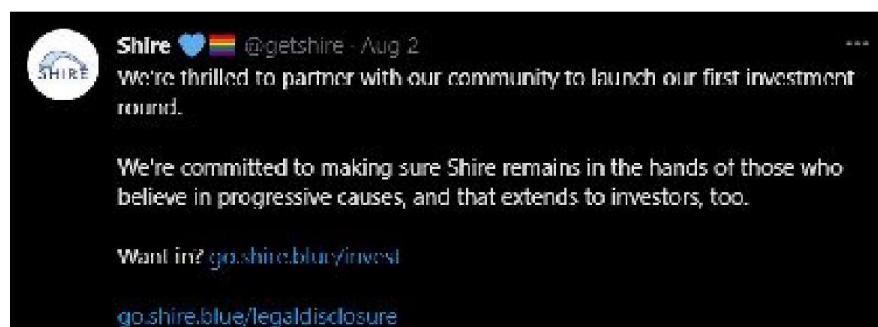 SHIRE
Shire 💙🏳️‍🌈 @getshire · Aug 2
We're thrilled to partner with our community to launch our first investment
round.
We're committed to making sure Shire remains in the hands of those who
believe in progressive causes, and that extends to investors, too.
Want in? go.shire.blue/invest
go.shire.blue/legaldisclosure